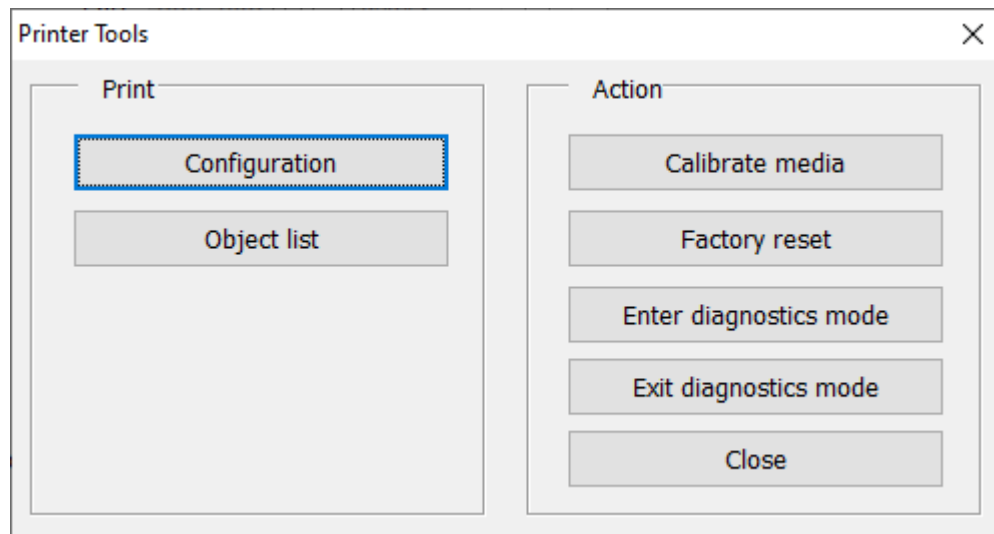 Printer Tools
Print
Configuration
Object list
Action
Calibrate media
Factory reset
Enter diagnostics mode
Exit diagnostics mode
Close